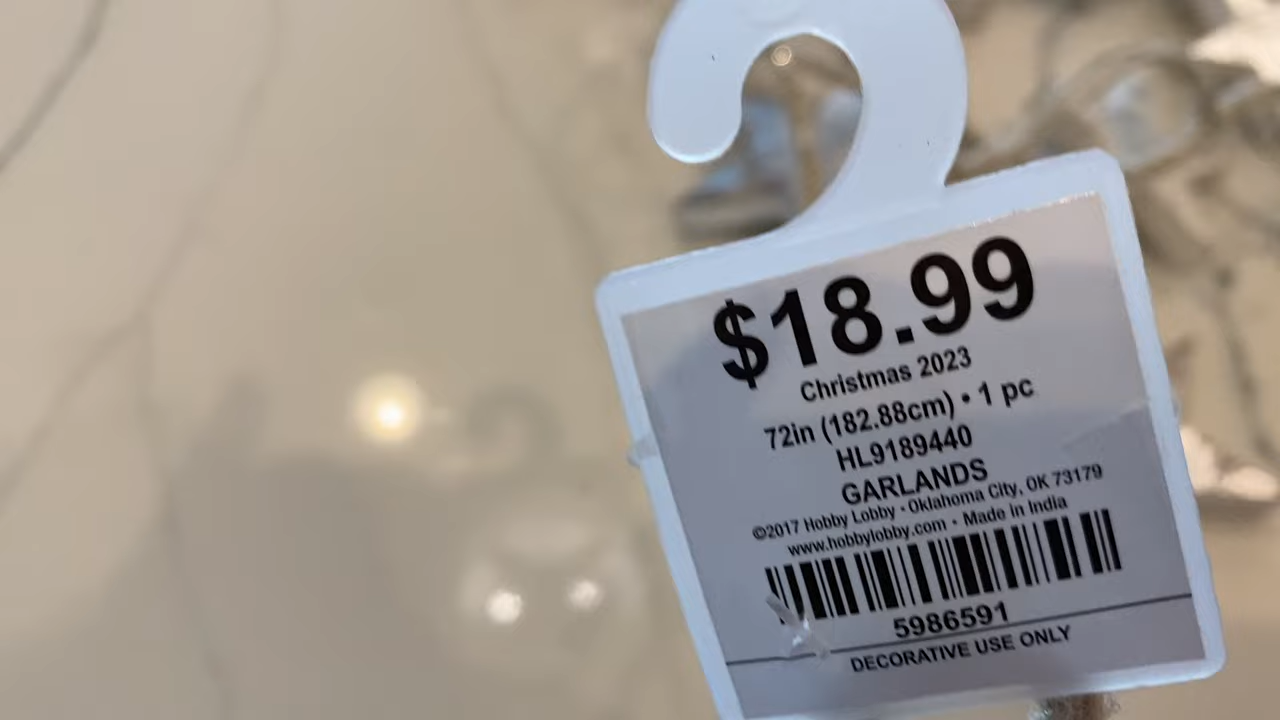 $18.99
Christmas 2023
72in (182.88cm) • 1 pc
HL9189440
GARLANDS
©2017 Hobby Lobby • Oklahoma City, OK 73179
www.hobbylobby.com • Made in India
5986591
DECORATIVE USE ONLY